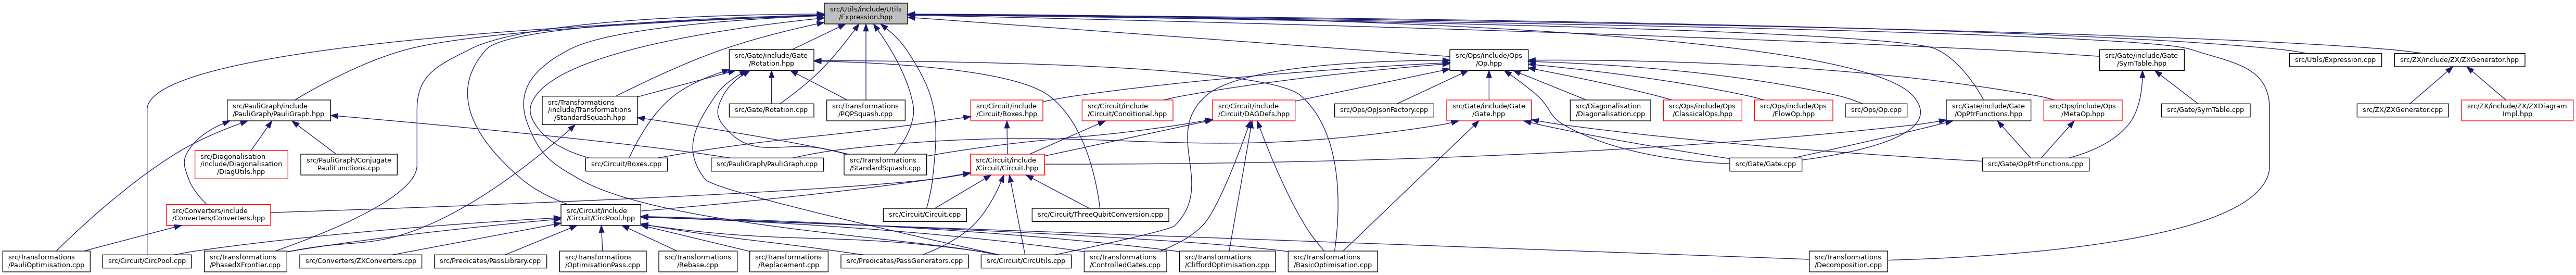 src/Utils/include/Utils
/Expression.hpp
src/Gate/include/Gate
/Rotation.hpp
src/Ops/include/Ops
/Op.hpp
src/Gate/include/Gate
/SymTable.hpp
src/Utils/Expression.cpp
src/ZX/include/ZX/ZXGenerator.hpp
src/PauliGraph/include
/PauliGraph/PauliGraph.hpp
src/Transformations
/include/Transformations
/StandardSquash.hpp
src/Gate/Rotation.cpp
src/Transformations
/PQPSquash.cpp
src/Circuit/include
/Circuit/Boxes.hpp
src/Circuit/include
/Circuit/Conditional.hpp
src/Circuit/include
/Circuit/DAGDefs.hpp
src/Ops/OpJsonFactory.cpp
src/Gate/include/Gate
/Gate.hpp
src/Diagonalisation
/Diagonalisation.cpp
src/Ops/include/Ops
/ClassicalOps.hpp
src/Ops/include/Ops
/FlowOp.hpp
src/Ops/Op.cpp
src/Gate/include/Gate
/OpPtrFunctions.hpp
src/Ops/include/Ops
/MetaOp.hpp
src/Gate/SymTable.cpp
src/ZX/ZXGenerator.cpp
src/ZX/include/ZX/ZXDiagram
Impl.hpp
src/Diagonalisation
/include/Diagonalisation
/DiagUtils.hpp
src/PauliGraph/Conjugate
PauliFunctions.cpp
src/Circuit/Boxes.cpp
src/PauliGraph/PauliGraph.cpp
src/Transformations
/StandardSquash.cpp
src/Circuit/include
/Circuit/Circuit.hpp
src/Gate/Gate.cpp
src/Gate/OpPtrFunctions.cpp
src/Converters/include
/Converters/Converters.hpp
src/Circuit/include
/Circuit/CircPool.hpp
src/Circuit/Circuit.cpp
src/Circuit/ThreeQubitConversion.cpp
src/Transformations
/PauliOptimisation.cpp
src/Circuit/CircPool.cpp
src/Transformations
/PhasedXFrontier.cpp
src/Converters/ZXConverters.cpp
src/Predicates/PassLibrary.cpp
src/Transformations
/OptimisationPass.cpp
src/Transformations
/Rebase.cpp
src/Transformations
/Replacement.cpp
src/Predicates/PassGenerators.cpp
src/Circuit/CircUtils.cpp
src/Transformations
/ControlledGates.cpp
src/Transformations
/CliffordOptimisation.cpp
src/Transformations
/BasicOptimisation.cpp
src/Transformations
/Decomposition.cpp